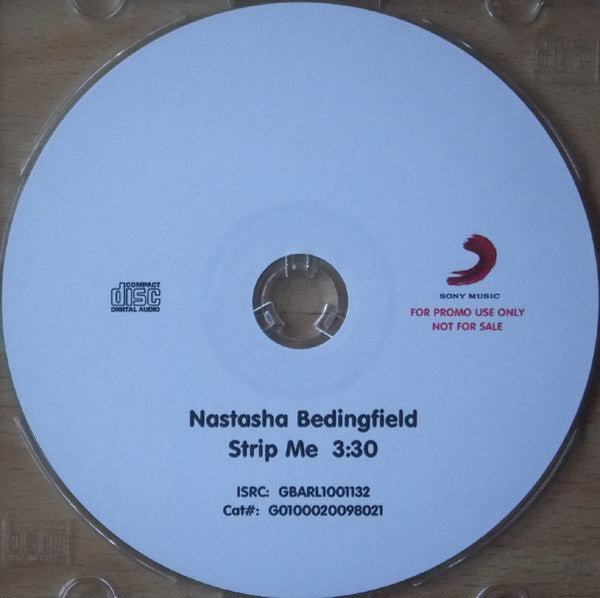 COMPACT
disc
DIGITAL AUDIO
SONY MUSIC
FOR PROMO USE ONLY
NOT FOR SALE
Nastasha Bedingfield
Strip Me 3:30
ISRC: GBARL1001132
Cat#: G0100020098021